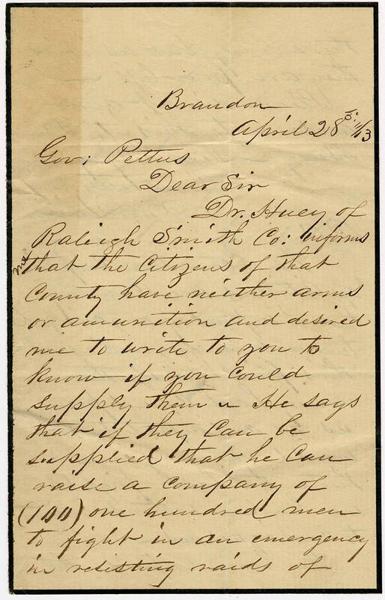 Brandon
April 28th /63
Gov: Pettus
Dear Sir
Dr. Huey of
Raleigh Smith Co: informs
me that the Citizens of that
County have neither arms
or amunition and desired
me to write to you to
know if you could
supply them He says
that if they can be
supplied that he can
raise a company of
(100) one hundred men
to fight in an emergency
in resisting raids of